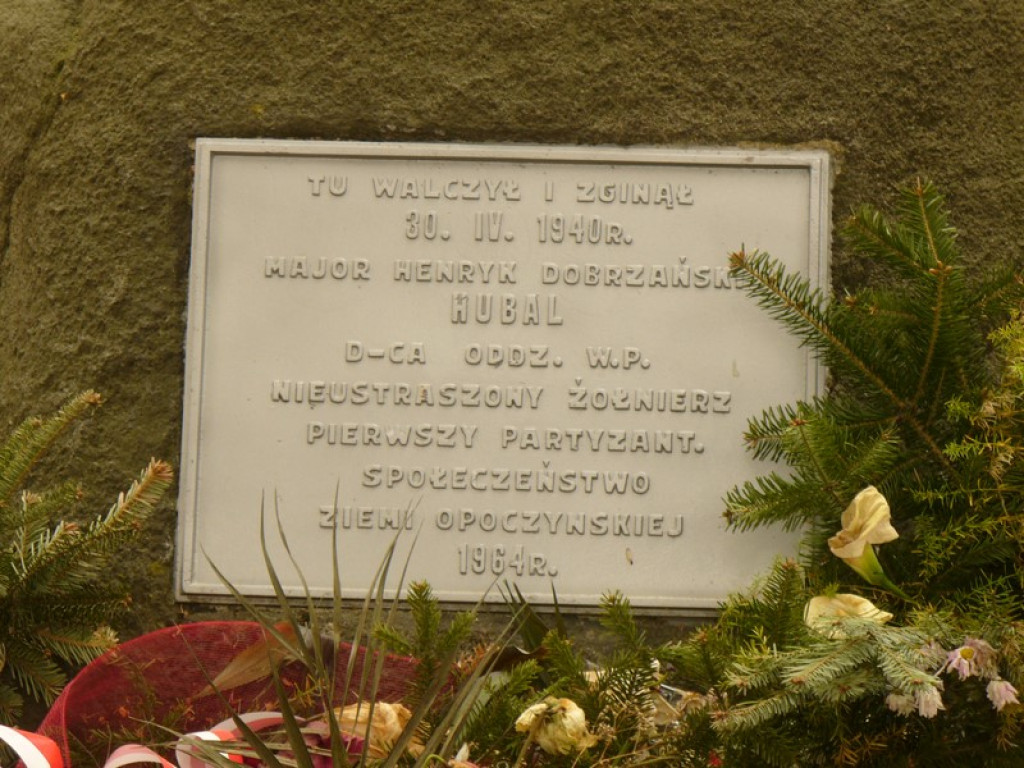 TU WALCZYŁ I ZGINĄŁ
30. IV. 1940R.
MAJOR HENRYK DOBRZAŃSKI
HUBAL
D-CA ODDZ. W.P.
NIEUSTRASZONY ŻOŁNIERZ
PIERWSZY PARTYZANT.
SPOŁECZEŃSTWO
ZIEMI OPOCZYNSKIEJ
1964R.